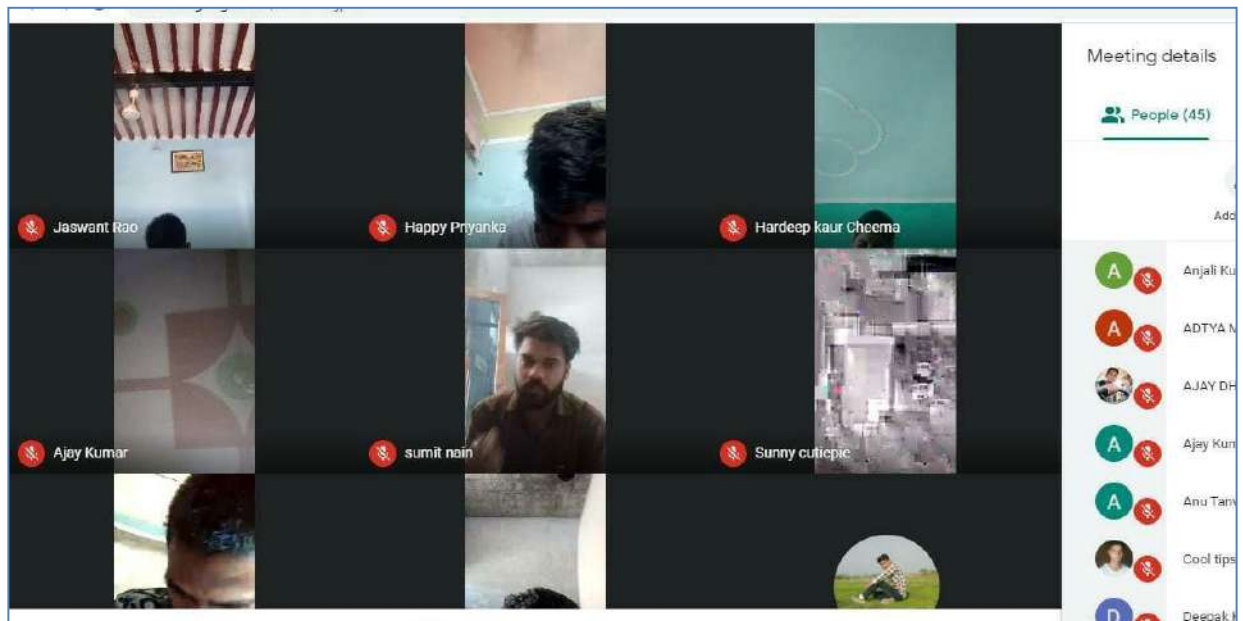 Meeting details
People (45)
Add
Jaswant Rao
Happy Priyanka
Hardeep kaur Cheema
Ajay Kumar
sumit nain
Sunny cutiepie
A
Anjali Ku
A
ADTYA
AJAY DH
A
Ajay Kum
A
Anu Tanv
Cool tips
D
Deepak